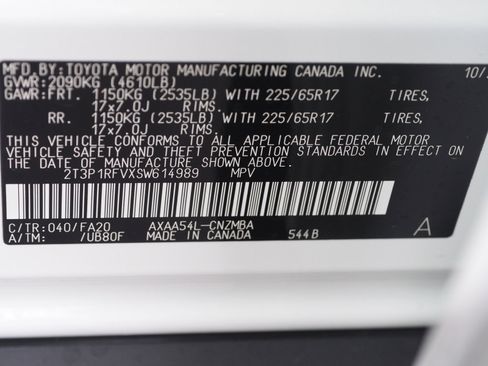 MFD.BY:TOYOTA MOTOR MANUFACTURING CANADA INC. 10/
GVWR:2090KG (4610LB)
GAWR:FRT. 1150KG (2535LB) WITH 225/65R17 TIRES,
17x7.0J RIMS.
RR. 1150KG (2535LB) WITH 225/65R17 TIRES,
17x7.0J RIMS.
THIS VEHICLE CONFORMS TO ALL APPLICABLE FEDERAL MOTOR
VEHICLE SAFETY AND THEFT PREVENTION STANDARDS IN EFFECT
ON THE DATE OF MANUFACTURE SHOWN ABOVE.
2T3P1RFVXSW614989 MPV
C/TR:040/FA20 AXAA54L-CNZMBA A
A/TM: /UB80F MADE IN CANADA 544B